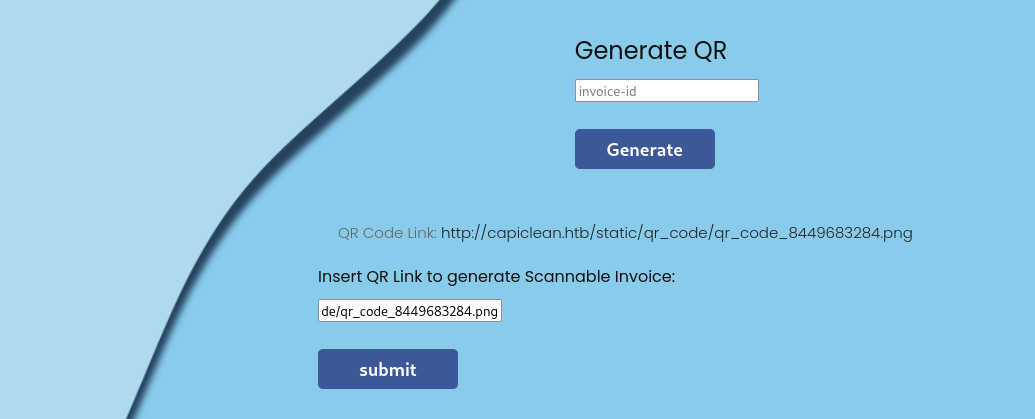 Generate QR
invoice-id
Generate
QR Code Link: http://capiclean.htb/static/qr_code/qr_code_8449683284.png
Insert QR Link to generate Scannable Invoice:
de/qr_code_8449683284.png
submit